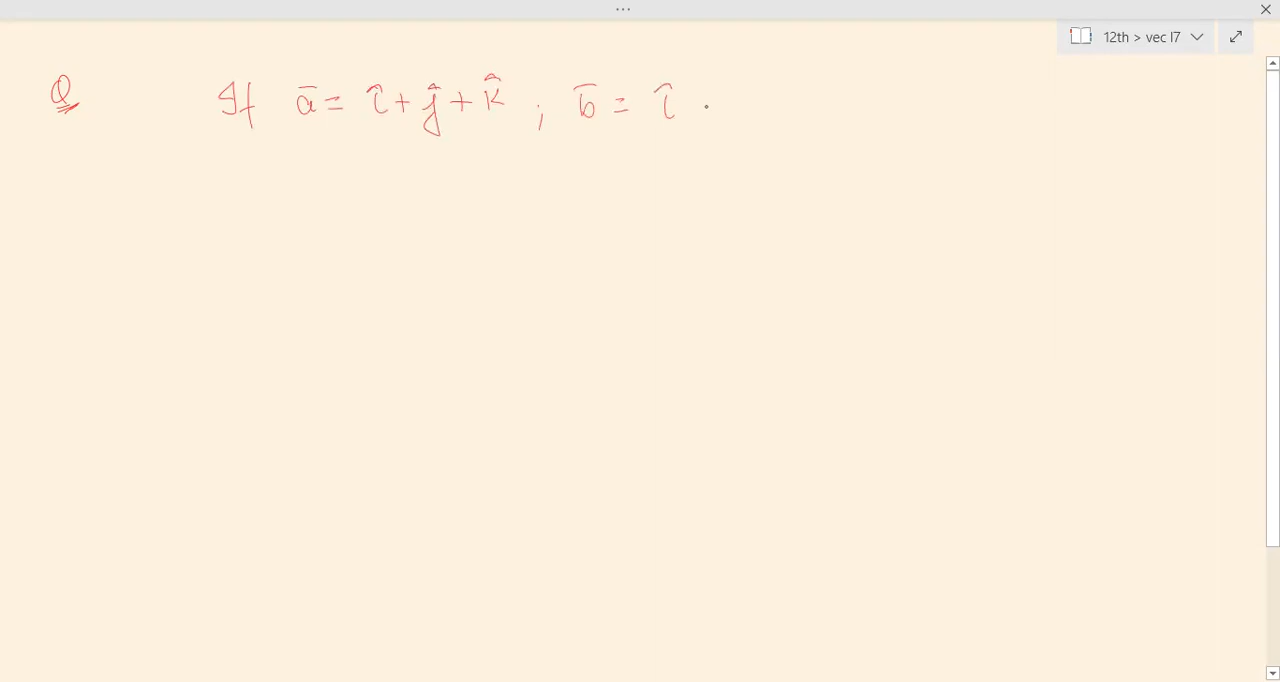 ...
12th > vec l7
Q If a̅ = î + ĵ + k̂ ; b̅ = î